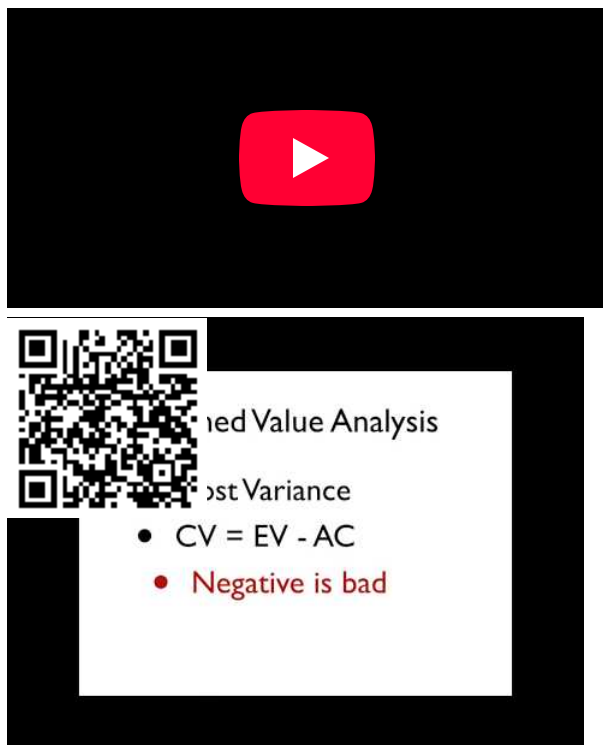 ned Value Analysis
ost Variance
CV = EV - AC
Negative is bad